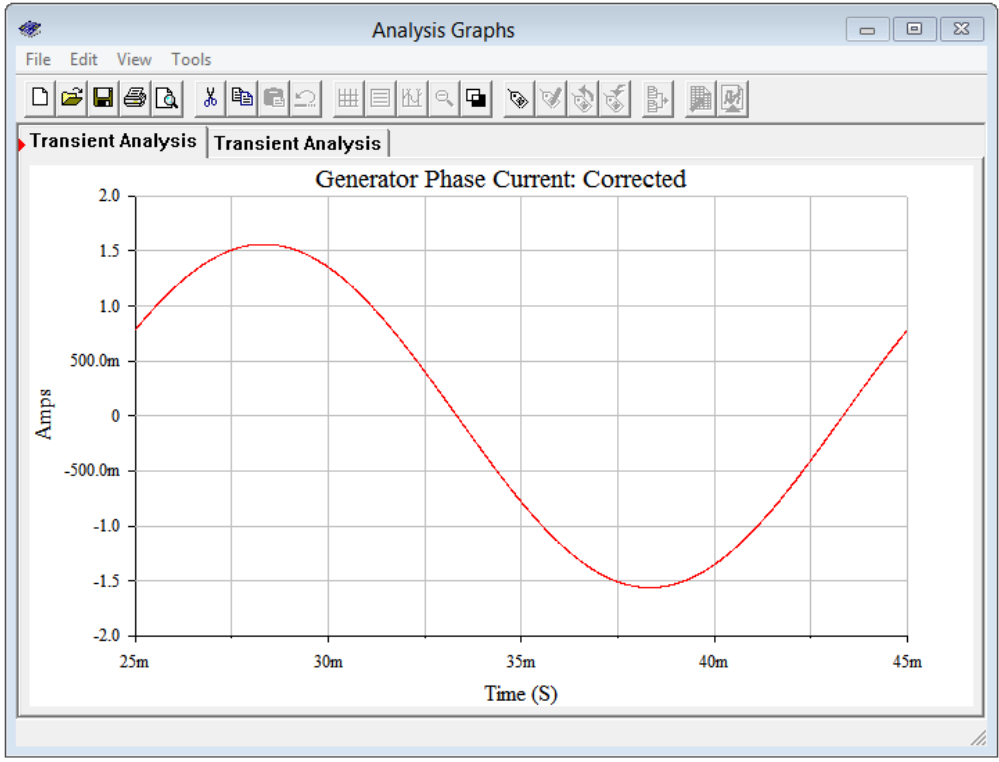 Analysis Graphs
File Edit View Tools
Transient Analysis Transient Analysis
Generator Phase Current: Corrected
2.0
1.5
1.0
500.0m
0
-500.0m
-1.0
-1.5
-2.0
Amps
25m 30m 35m 40m 45m
Time (S)